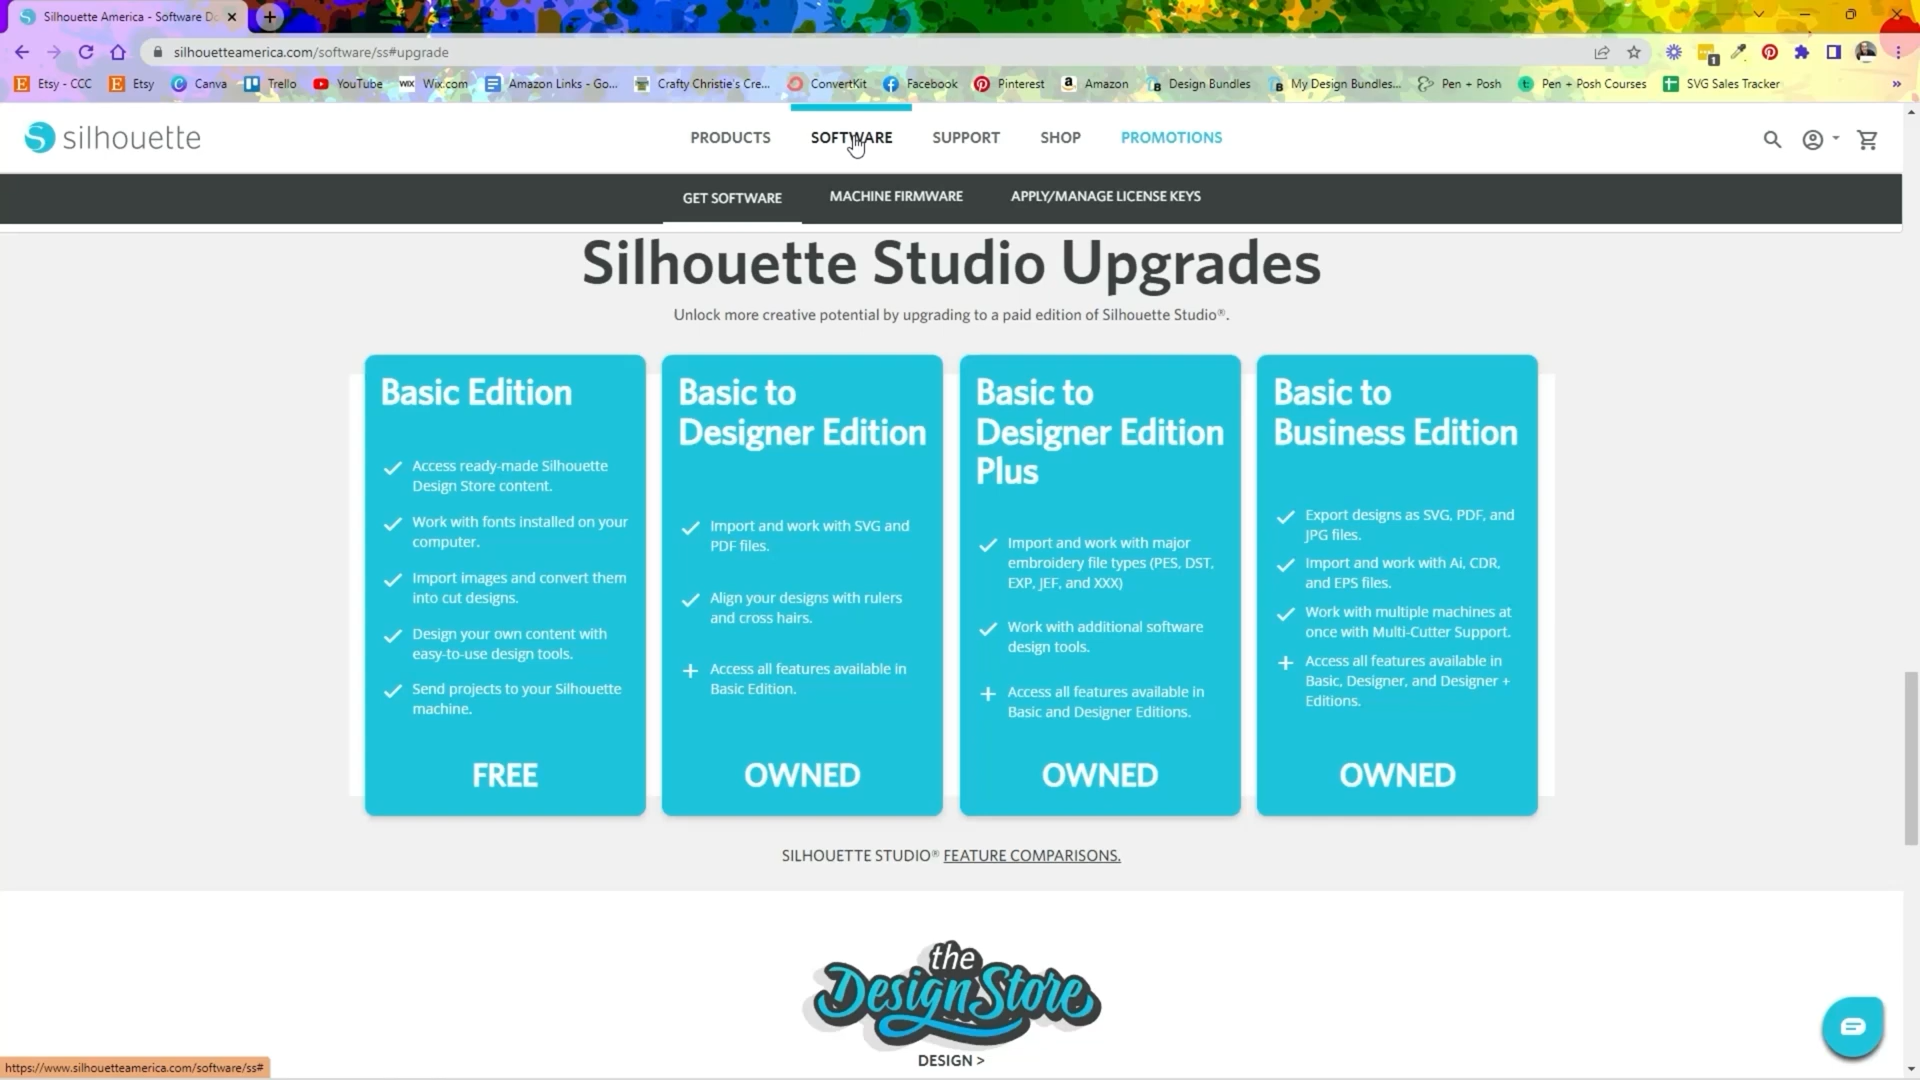 Silhouette America - Software D
silhouetteamerica.com/software/ss#upgrade
1
Etsy - CCC
Etsy
Canva
Trello
YouTube
WIX Wix.com
Amazon Links - Go...
Crafty Christie's Cre...
ConvertKit
Facebook
Pinterest
a Amazon
Design Bundles
My Design Bundles...
Pen + Posh
Pen + Posh Courses
SVG Sales Tracker
silhouette
PRODUCTS
SOFTWARE
SUPPORT
SHOP
PROMOTIONS
GET SOFTWARE
MACHINE FIRMWARE
APPLY/MANAGE LICENSE KEYS
Silhouette Studio Upgrades
Unlock more creative potential by upgrading to a paid edition of Silhouette Studio®.
Basic Edition
Access ready-made Silhouette
Design Store content.
Work with fonts installed on your
computer.
Import images and convert them
into cut designs.
Design your own content with
easy-to-use design tools.
Send projects to your Silhouette
machine.
FREE
Basic to
Designer Edition
Import and work with SVG and
PDF files.
Align your designs with rulers
and cross hairs.
Access all features available in
Basic Edition.
OWNED
Basic to
Designer Edition
Plus
Import and work with major
embroidery file types (PES, DST,
EXP, JEF, and XXX)
Work with additional software
design tools.
Access all features available in
Basic and Designer Editions.
OWNED
Basic to
Business Edition
Export designs as SVG, PDF, and
JPG files.
Import and work with Ai, CDR,
and EPS files.
Work with multiple machines at
once with Multi-Cutter Support.
Access all features available in
Basic, Designer, and Designer +
Editions.
OWNED
SILHOUETTE STUDIO® FEATURE COMPARISONS.
the
Design Store
DESIGN >
https://www.silhouetteamerica.com/software/ss#